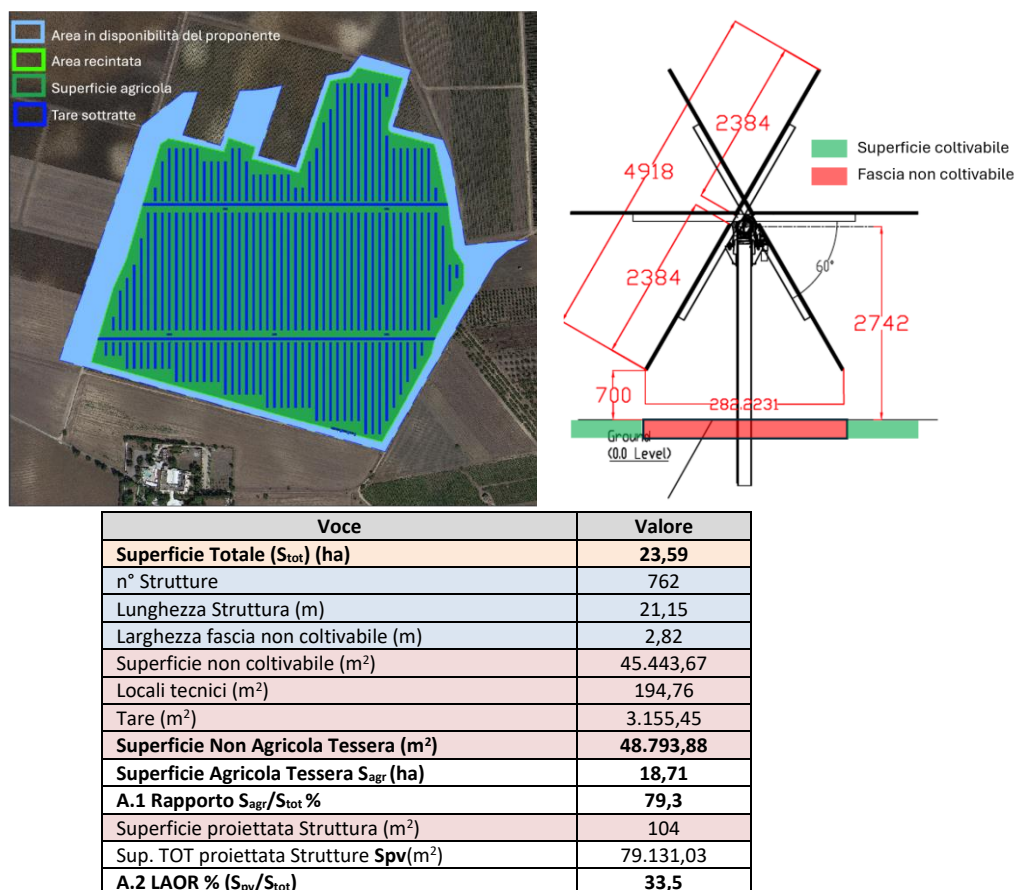 Area in disponibilità del proponente
Area recintata
Superficie agricola
Tare sottratte
2384
4918
2384
60°
2742
700
282.2231
Ground
(0.0 Level)
Superficie coltivabile
Fascia non coltivabile
Voce Valore
Superficie Totale (Stot) (ha) 23,59
n° Strutture 762
Lunghezza Struttura (m) 21,15
Larghezza fascia non coltivabile (m) 2,82
Superficie non coltivabile (m²) 45.443,67
Locali tecnici (m²) 194,76
Tare (m²) 3.155,45
Superficie Non Agricola Tessera (m²) 48.793,88
Superficie Agricola Tessera Sagr (ha) 18,71
A.1 Rapporto Sagr/Stot % 79,3
Superficie proiettata Struttura (m²) 104
Sup. TOT proiettata Strutture Spv(m²) 79.131,03
A.2 LAOR % (Spv/Stot) 33,5